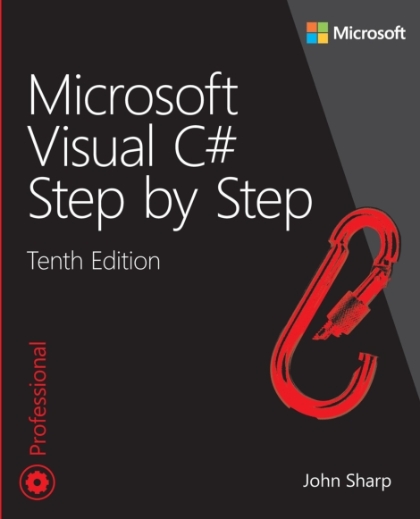 Microsoft
Microsoft
Visual C#
Step by Step
Tenth Edition
Professional
John Sharp